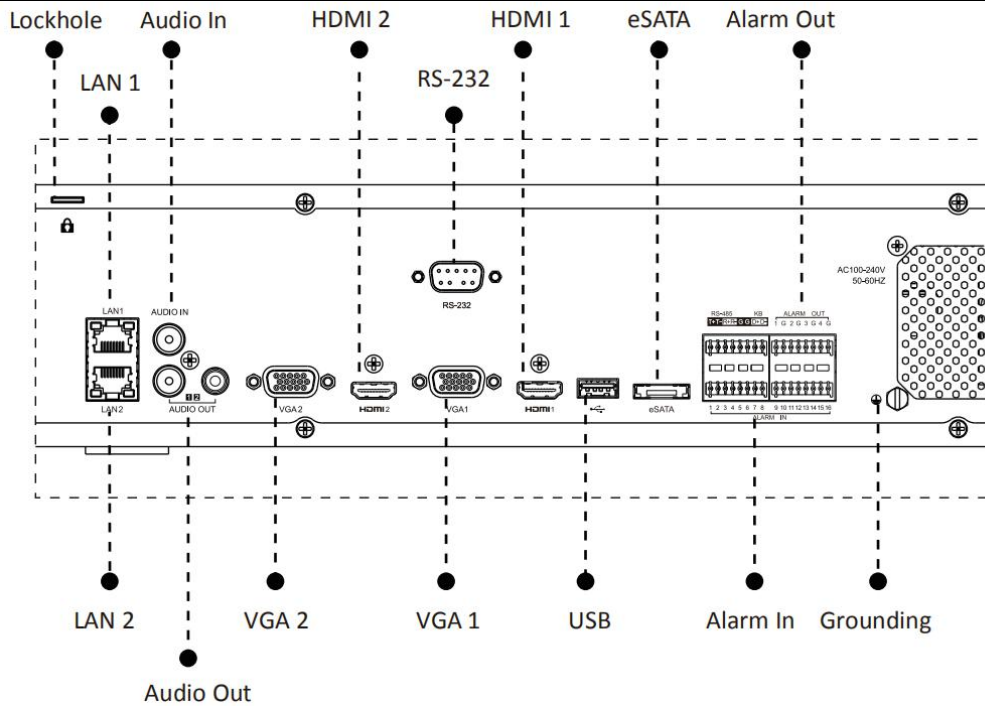 Lockhole Audio In HDMI 2 HDMI 1 eSATA Alarm Out
LAN 1 RS-232
AC100-240V
50-60HZ
RS-232
LAN1 AUDIO IN
RS-485 KB ALARM OUT
1 G 2 G 3 G 4 G
LAN2 1 2 AUDIO OUT VGA2 HDMI 2 VGA1 HDMI 1 eSATA
1 2 3 4 5 6 7 8 9 10 11 12 13 14 15 16
ALARM IN
LAN 2 VGA 2 VGA 1 USB Alarm In Grounding
Audio Out